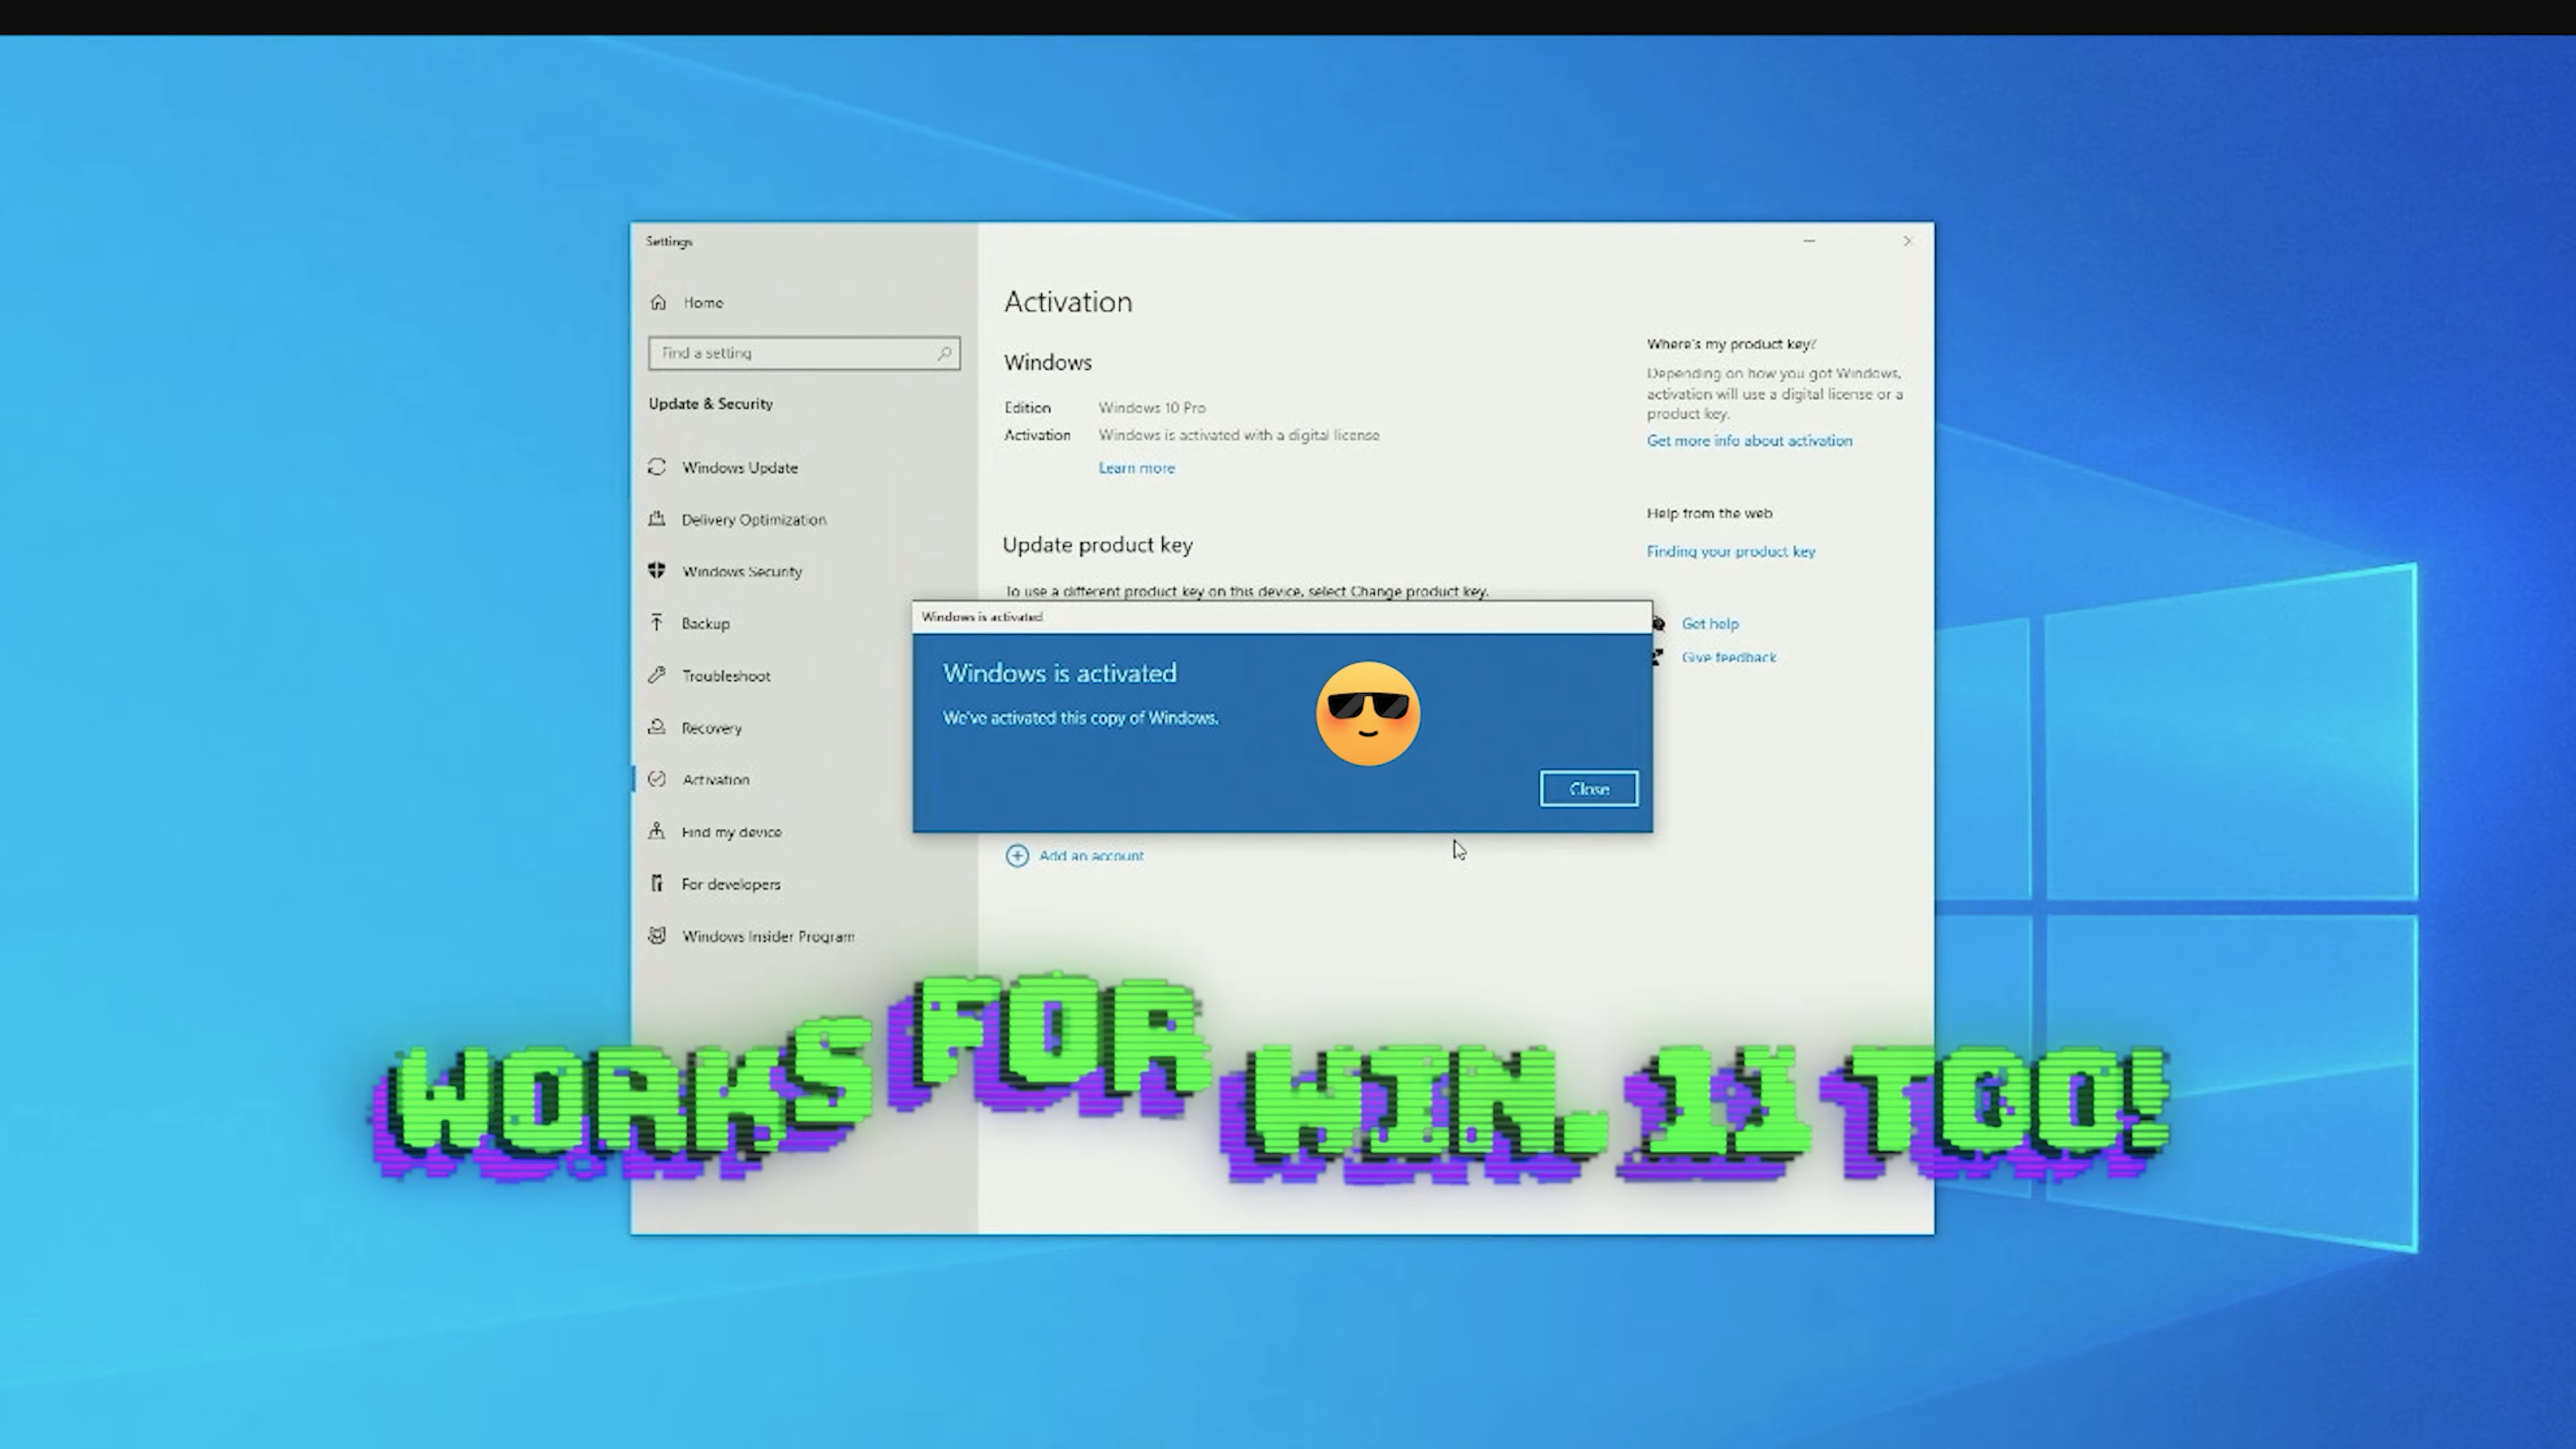 Settings
Home
Find a setting
Update & Security
Windows Update
Delivery Optimization
Windows Security
Backup
Troubleshoot
Recovery
Activation
Find my device
For developers
Windows Insider Program
Activation
Windows
Edition Windows 10 Pro
Activation Windows is activated with a digital license
Learn more
Update product key
To use a different product key on this device, select Change product key.
Windows is activated
Windows is activated
We've activated this copy of Windows.
Close
Add an account
Where's my product key?
Depending on how you got Windows,
activation will use a digital license or a
product key.
Get more info about activation
Help from the web
Finding your product key
Get help
Give feedback
WORKS FOR WIN. 11 TOO!